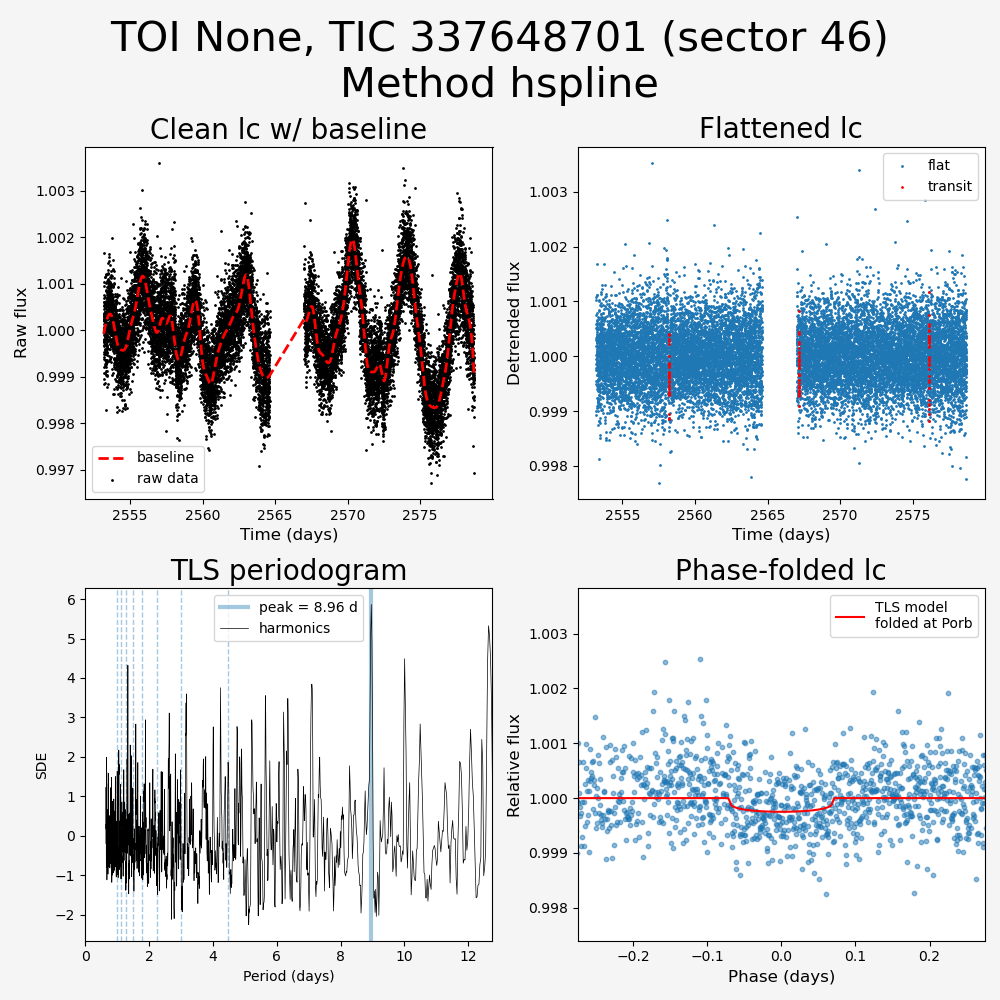 TOI None, TIC 337648701 (sector 46)
Method hspline
Clean lc w/ baseline
Raw flux
1.003
1.002
1.001
1.000
0.999
0.998
0.997
baseline
raw data
2555
2560
2565
2570
2575
Time (days)
Flattened lc
Detrended flux
1.003
1.002
1.001
1.000
0.999
0.998
flat
transit
2555
2560
2565
2570
2575
Time (days)
TLS periodogram
SDE
6
5
4
3
2
1
0
−1
−2
peak = 8.96 d
harmonics
0
2
4
6
8
10
12
Period (days)
Phase-folded lc
Relative flux
1.003
1.002
1.001
1.000
0.999
0.998
TLS model
folded at Porb
−0.2
−0.1
0.0
0.1
0.2
Phase (days)